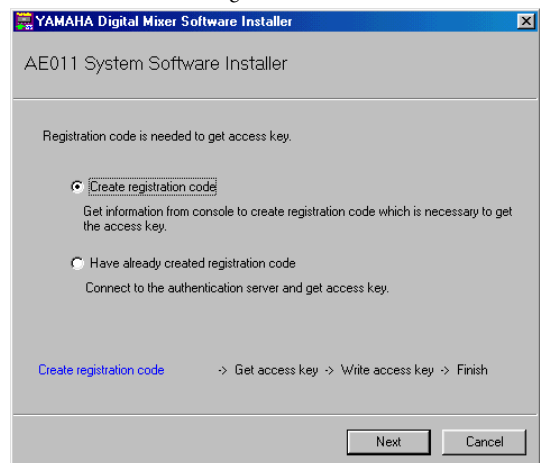 YAMAHA Digital Mixer Software Installer
AE011 System Software Installer
Registration code is needed to get access key.
Create registration code
Get information from console to create registration code which is necessary to get
the access key.
Have already created registration code
Connect to the authentication server and get access key.
Create registration code -> Get access key -> Write access key -> Finish
Next Cancel